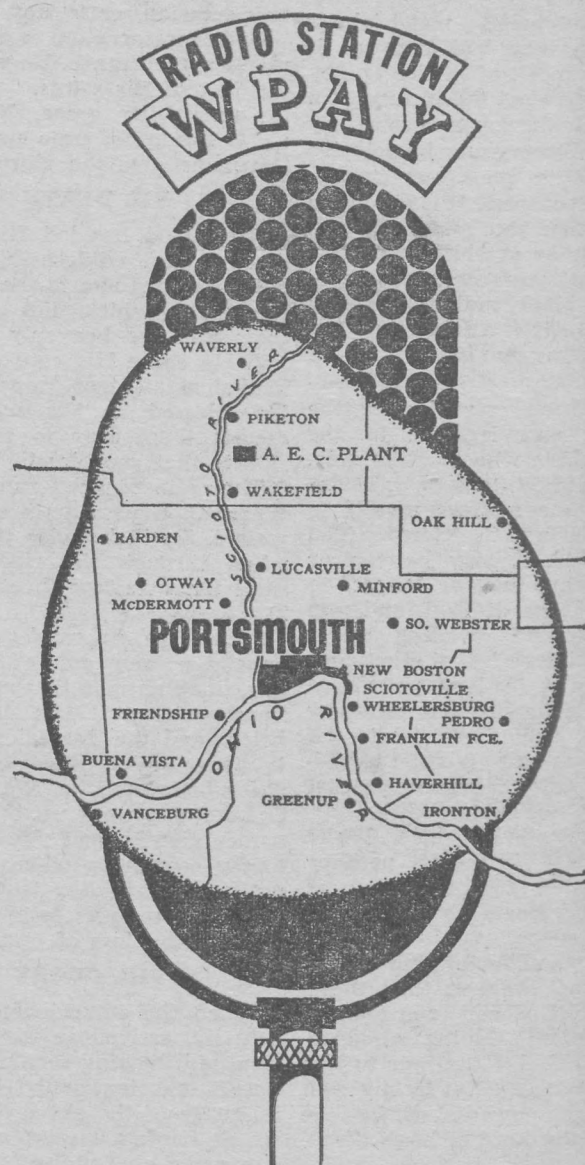 RADIO STATION
WPAY
WAVERLY
SCIOTO RIVER
PIKETON
A. E. C. PLANT
WAKEFIELD
OAK HILL
RARDEN
LUCASVILLE
OTWAY
MINFORD
McDERMOTT
SO. WEBSTER
PORTSMOUTH
NEW BOSTON
SCIOTOVILLE
WHEELERSBURG
FRIENDSHIP
PEDRO
OHIO RIVER
FRANKLIN FCE.
BUENA VISTA
HAVERHILL
GREENUP
VANCEBURG
IRONTON